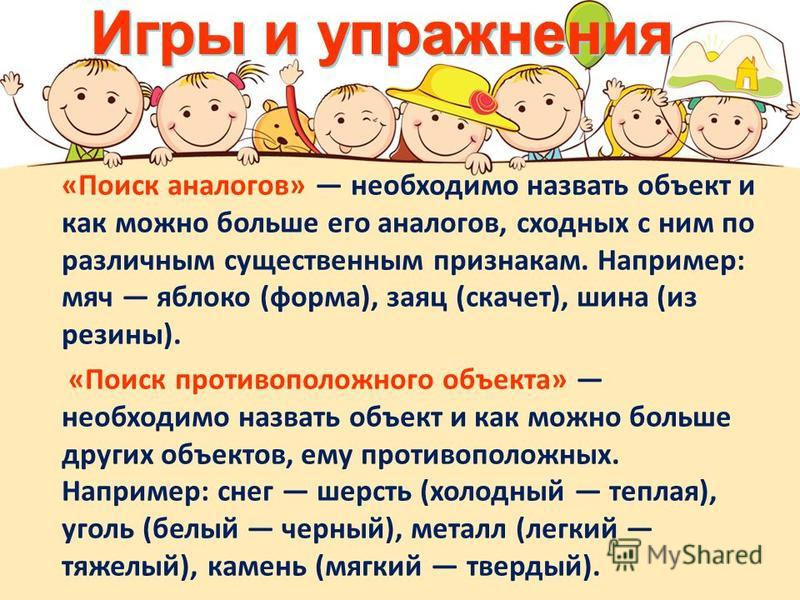 Игры и упражнения
«Поиск аналогов» — необходимо назвать объект и
как можно больше его аналогов, сходных с ним по
различным существенным признакам. Например:
мяч — яблоко (форма), заяц (скачет), шина (из
резины).
«Поиск противоположного объекта» —
необходимо назвать объект и как можно больше
других объектов, ему противоположных.
Например: снег — шерсть (холодный — теплая),
уголь (белый — черный), металл (легкий —
тяжелый), камень (мягкий — твердый).
MyShared